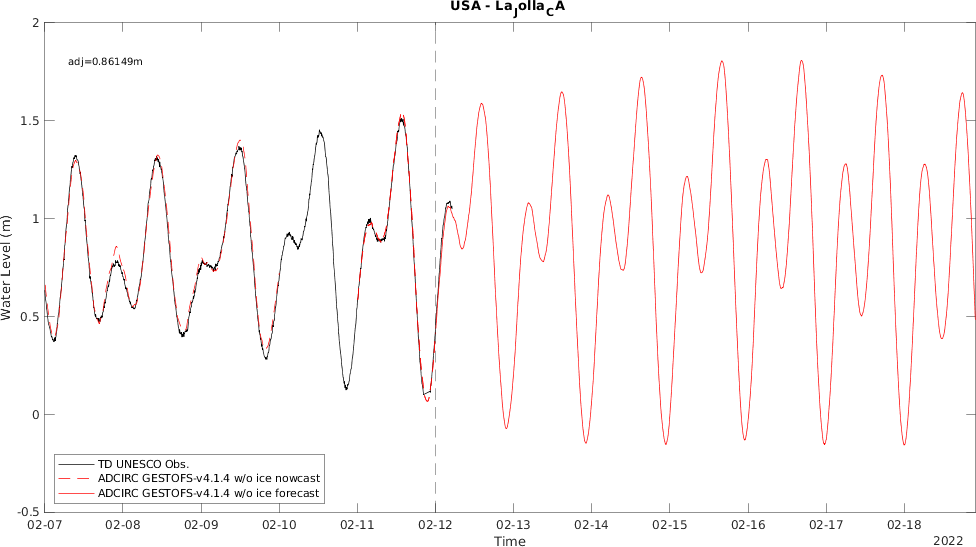 USA - LaJollaCA
adj=0.86149m
2
1.5
1
0.5
0
-0.5
Water Level (m)
TD UNESCO Obs.
ADCIRC GESTOFS-v4.1.4 w/o ice nowcast
ADCIRC GESTOFS-v4.1.4 w/o ice forecast
02-07 02-08 02-09 02-10 02-11 02-12 02-13 02-14 02-15 02-16 02-17 02-18
Time
2022